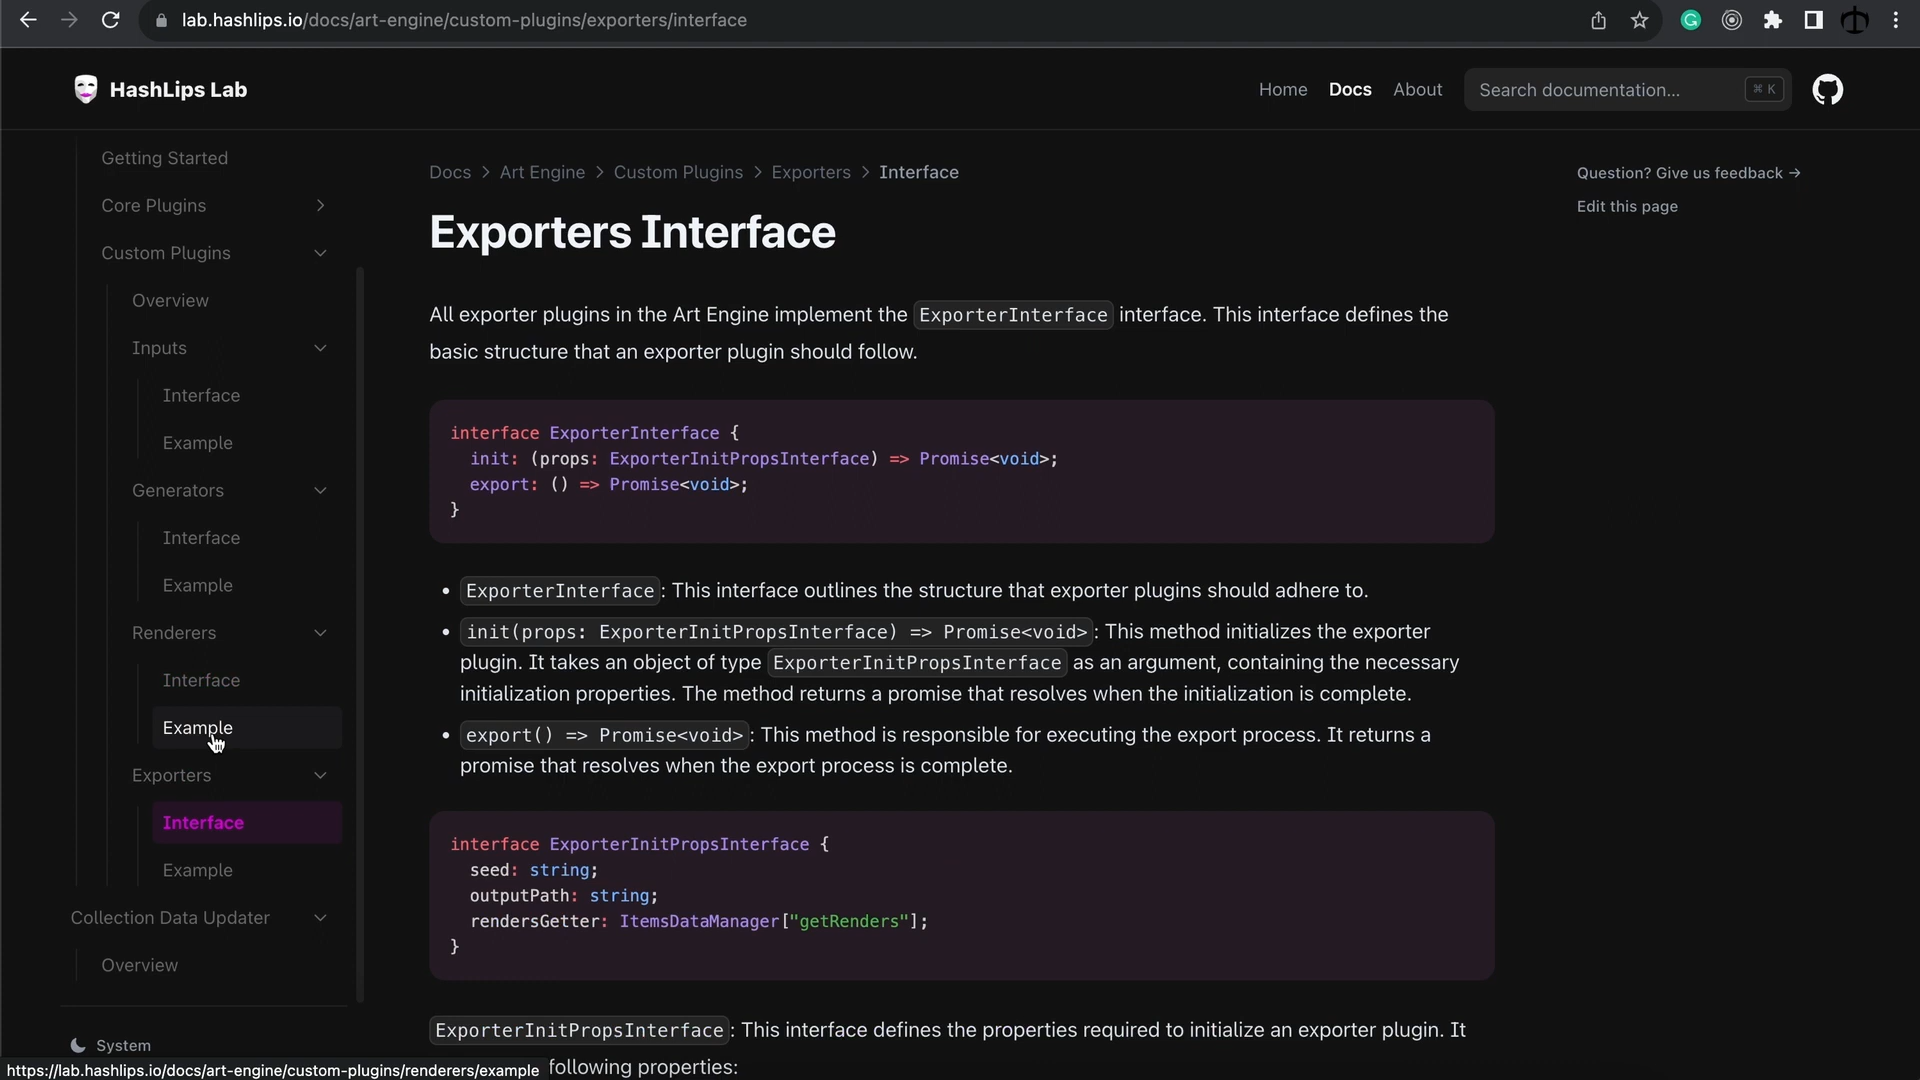 lab.hashlips.io/docs/art-engine/custom-plugins/exporters/interface
HashLips Lab
Home
Docs
About
Search documentation...
⌘ K
Getting Started
Core Plugins
Custom Plugins
Overview
Inputs
Interface
Example
Generators
Interface
Example
Renderers
Interface
Example
Exporters
Interface
Example
Collection Data Updater
Overview
System
https://lab.hashlips.io/docs/art-engine/custom-plugins/renderers/example
Docs > Art Engine > Custom Plugins > Exporters > Interface
Exporters Interface
All exporter plugins in the Art Engine implement the ExporterInterface interface. This interface defines the
basic structure that an exporter plugin should follow.
interface ExporterInterface {
init: (props: ExporterInitPropsInterface) => Promise<void>;
export: () => Promise<void>;
}
• ExporterInterface: This interface outlines the structure that exporter plugins should adhere to.
• init(props: ExporterInitPropsInterface) => Promise<void>: This method initializes the exporter
plugin. It takes an object of type ExporterInitPropsInterface as an argument, containing the necessary
initialization properties. The method returns a promise that resolves when the initialization is complete.
• export() => Promise<void>: This method is responsible for executing the export process. It returns a
promise that resolves when the export process is complete.
interface ExporterInitPropsInterface {
seed: string;
outputPath: string;
rendersGetter: ItemsDataManager["getRenders"];
}
ExporterInitPropsInterface: This interface defines the properties required to initialize an exporter plugin. It
following properties:
Question? Give us feedback →
Edit this page